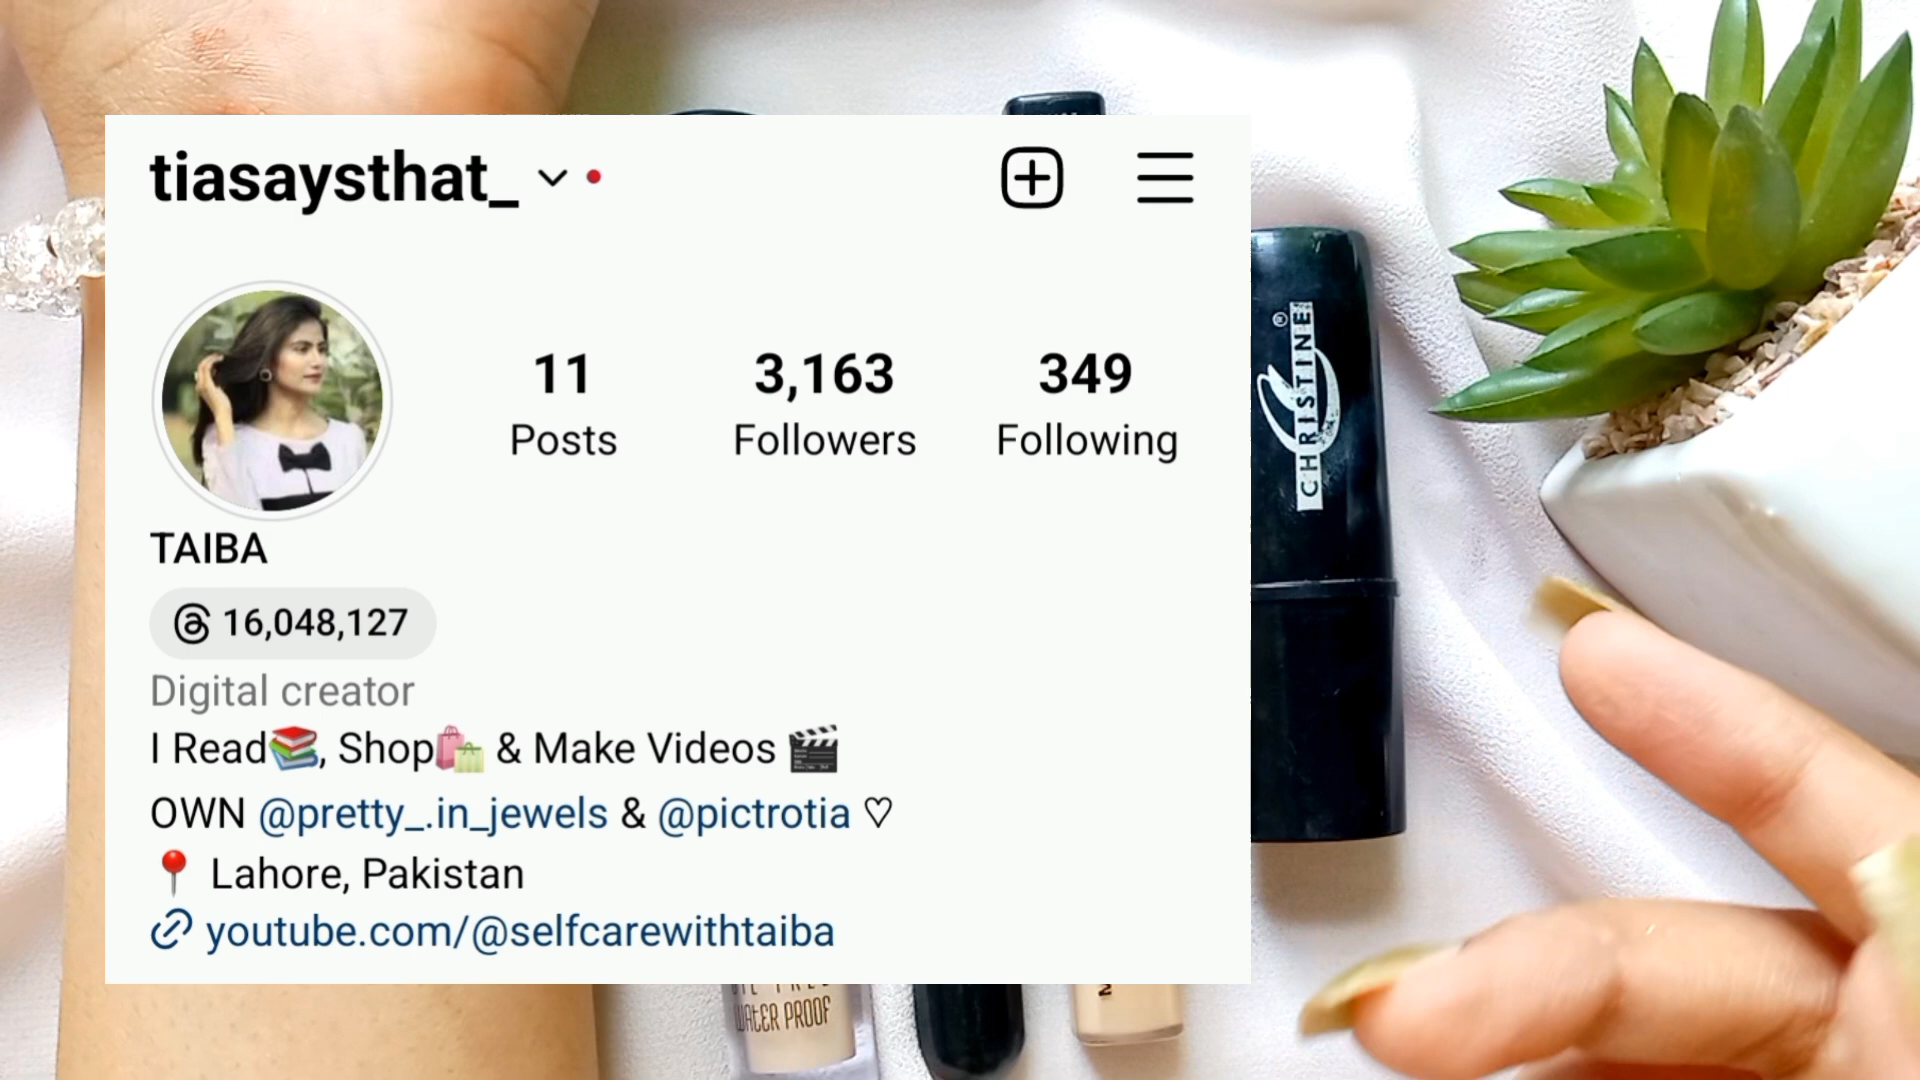 tiasaysthat_
11
Posts
3,163
Followers
349
Following
TAIBA
16,048,127
Digital creator
I Read📚, Shop🛍️ & Make Videos 🎬
OWN @pretty_.in_jewels & @pictrotia ♡
📍 Lahore, Pakistan
youtube.com/@selfcarewithtaiba
CHRISTINE®
WATER PROOF